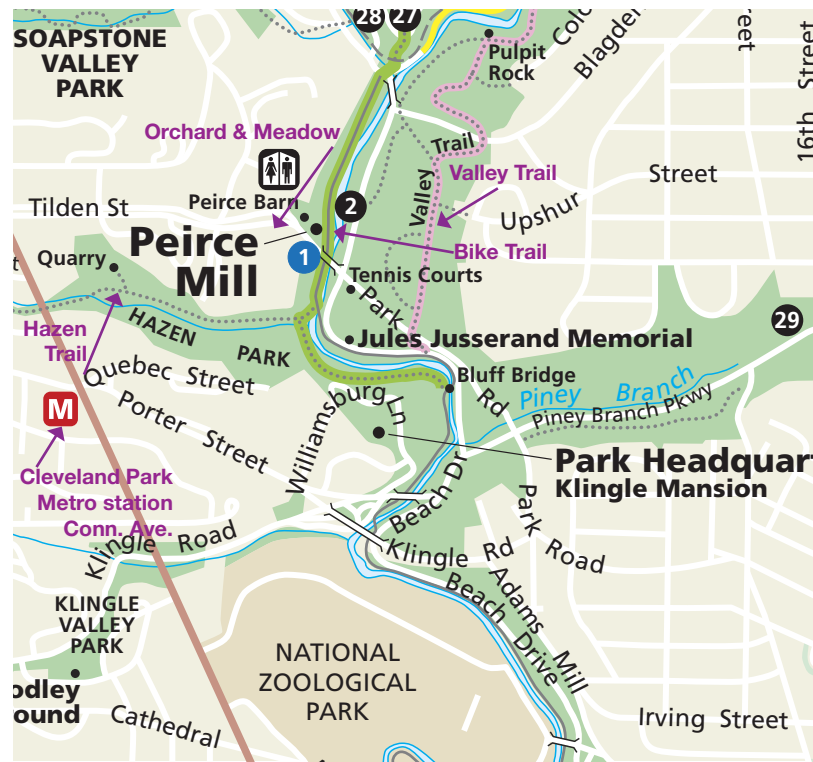 28
27
SOAPSTONE
VALLEY
PARK
Pulpit
Rock
Blagden
Street
16th Street
Orchard & Meadow
Trail
Valley
Valley Trail
Street
Upshur
Tilden St
Peirce Barn
2
Peirce
Mill
1
Bike Trail
Quarry
Tennis Courts
Park
Rd
29
Hazen
Trail
HAZEN
PARK
Jules Jusserand Memorial
Quebec Street
Bluff Bridge
Piney Branch
Piney Branch Pkwy
M
Porter Street
Williamsburg
Ln
Park Headquar
Klingle Mansion
Cleveland Park
Metro station
Conn. Ave.
Beach Dr
Park Road
Klingle Road
Klingle Rd
Adams Mill
Beach Drive
KLINGLE
VALLEY
PARK
NATIONAL
ZOOLOGICAL
PARK
odley
ound
Cathedral
Irving Street